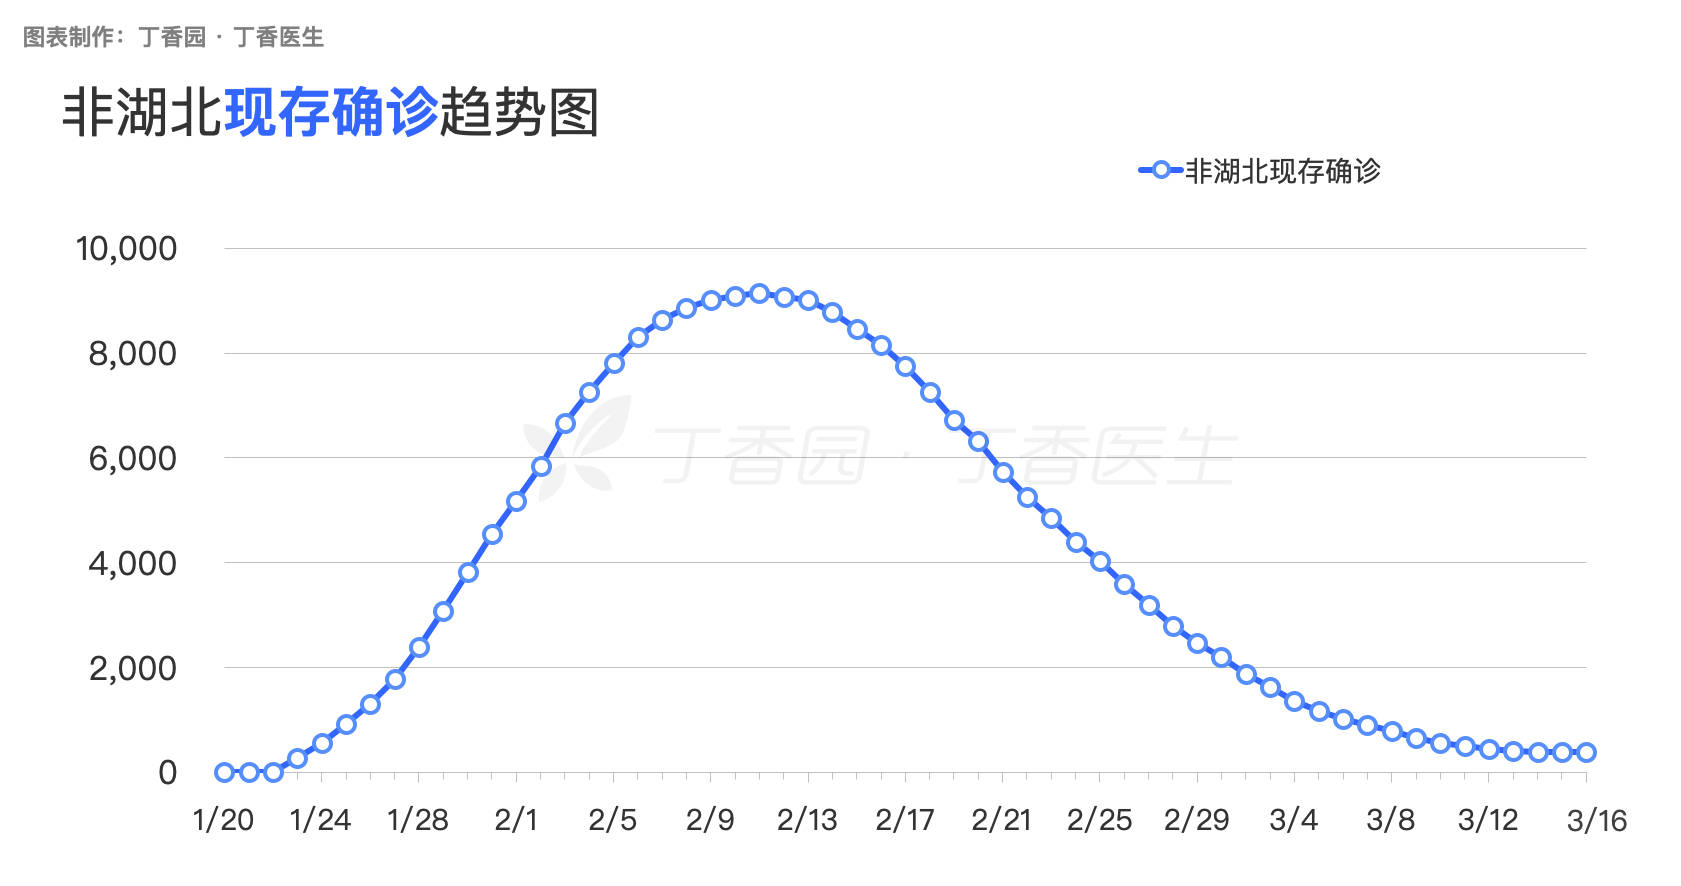 图表制作：丁香园 · 丁香医生
非湖北现存确诊趋势图
非湖北现存确诊
10,000
8,000
6,000
4,000
2,000
0
丁香园 · 丁香医生
1/20 1/24 1/28 2/1 2/5 2/9 2/13 2/17 2/21 2/25 2/29 3/4 3/8 3/12 3/16